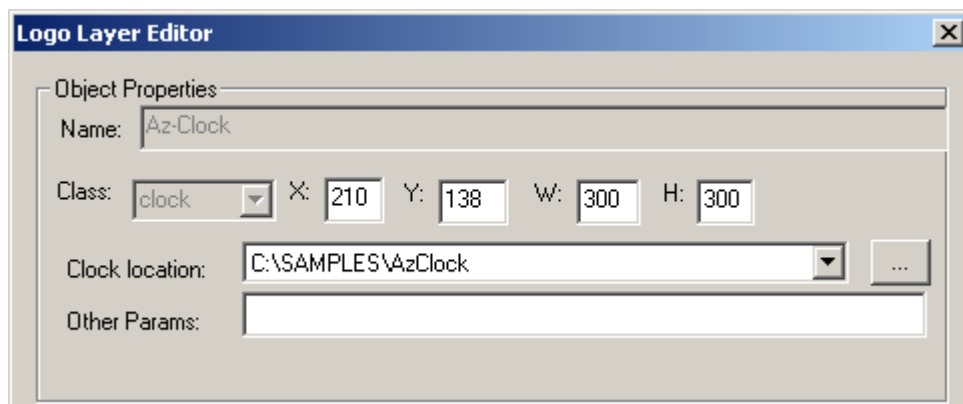 Logo Layer Editor
Object Properties
Name: Az-Clock
Class: clock X: 210 Y: 138 W: 300 H: 300
Clock location: C:\SAMPLES\AzClock ...
Other Params: